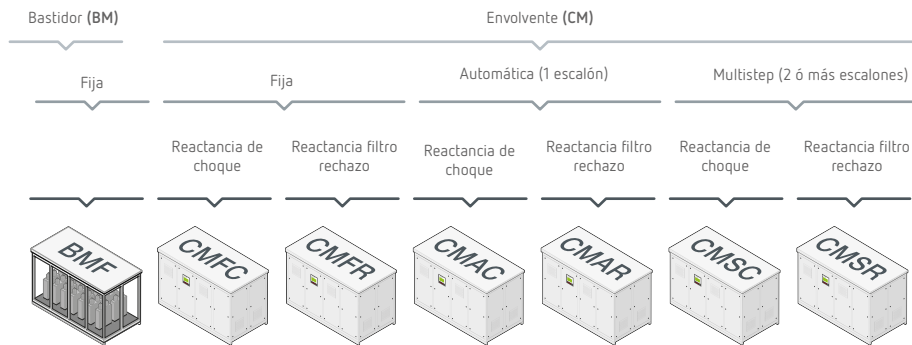 Bastidor (BM)
Envolvente (CM)
Fija
Fija
Automática (1 escalón)
Multistep (2 ó más escalones)
Reactancia de
choque
Reactancia filtro
rechazo
Reactancia de
choque
Reactancia filtro
rechazo
Reactancia de
choque
Reactancia filtro
rechazo
BMF
CMFC
CMFR
CMAC
CMAR
CMSC
CMSR